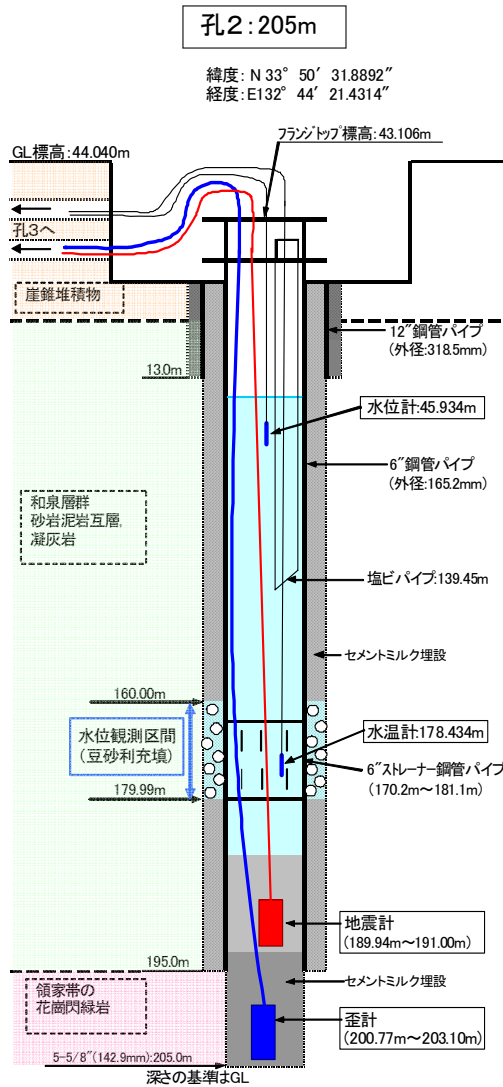 孔2:205m
緯度: N 33° 50′ 31.8892″
経度:E132° 44′ 21.4314″
フランジトップ標高:43.106m
GL標高:44.040m
孔3へ
崖錐堆積物
12″鋼管パイプ
(外径:318.5mm)
13.0m
水位計:45.934m
6″鋼管パイプ
(外径:165.2mm)
和泉層群
砂岩泥岩互層,
凝灰岩
塩ビパイプ:139.45m
セメントミルク埋設
160.00m
水位観測区間
(豆砂利充填)
水温計:178.434m
6″ストレーナー鋼管パイプ
(170.2m~181.1m)
179.99m
地震計
(189.94m~191.00m)
195.0m
セメントミルク埋設
領家帯の
花崗閃緑岩
歪計
(200.77m~203.10m)
5-5/8″(142.9mm):205.0m
深さの基準はGL